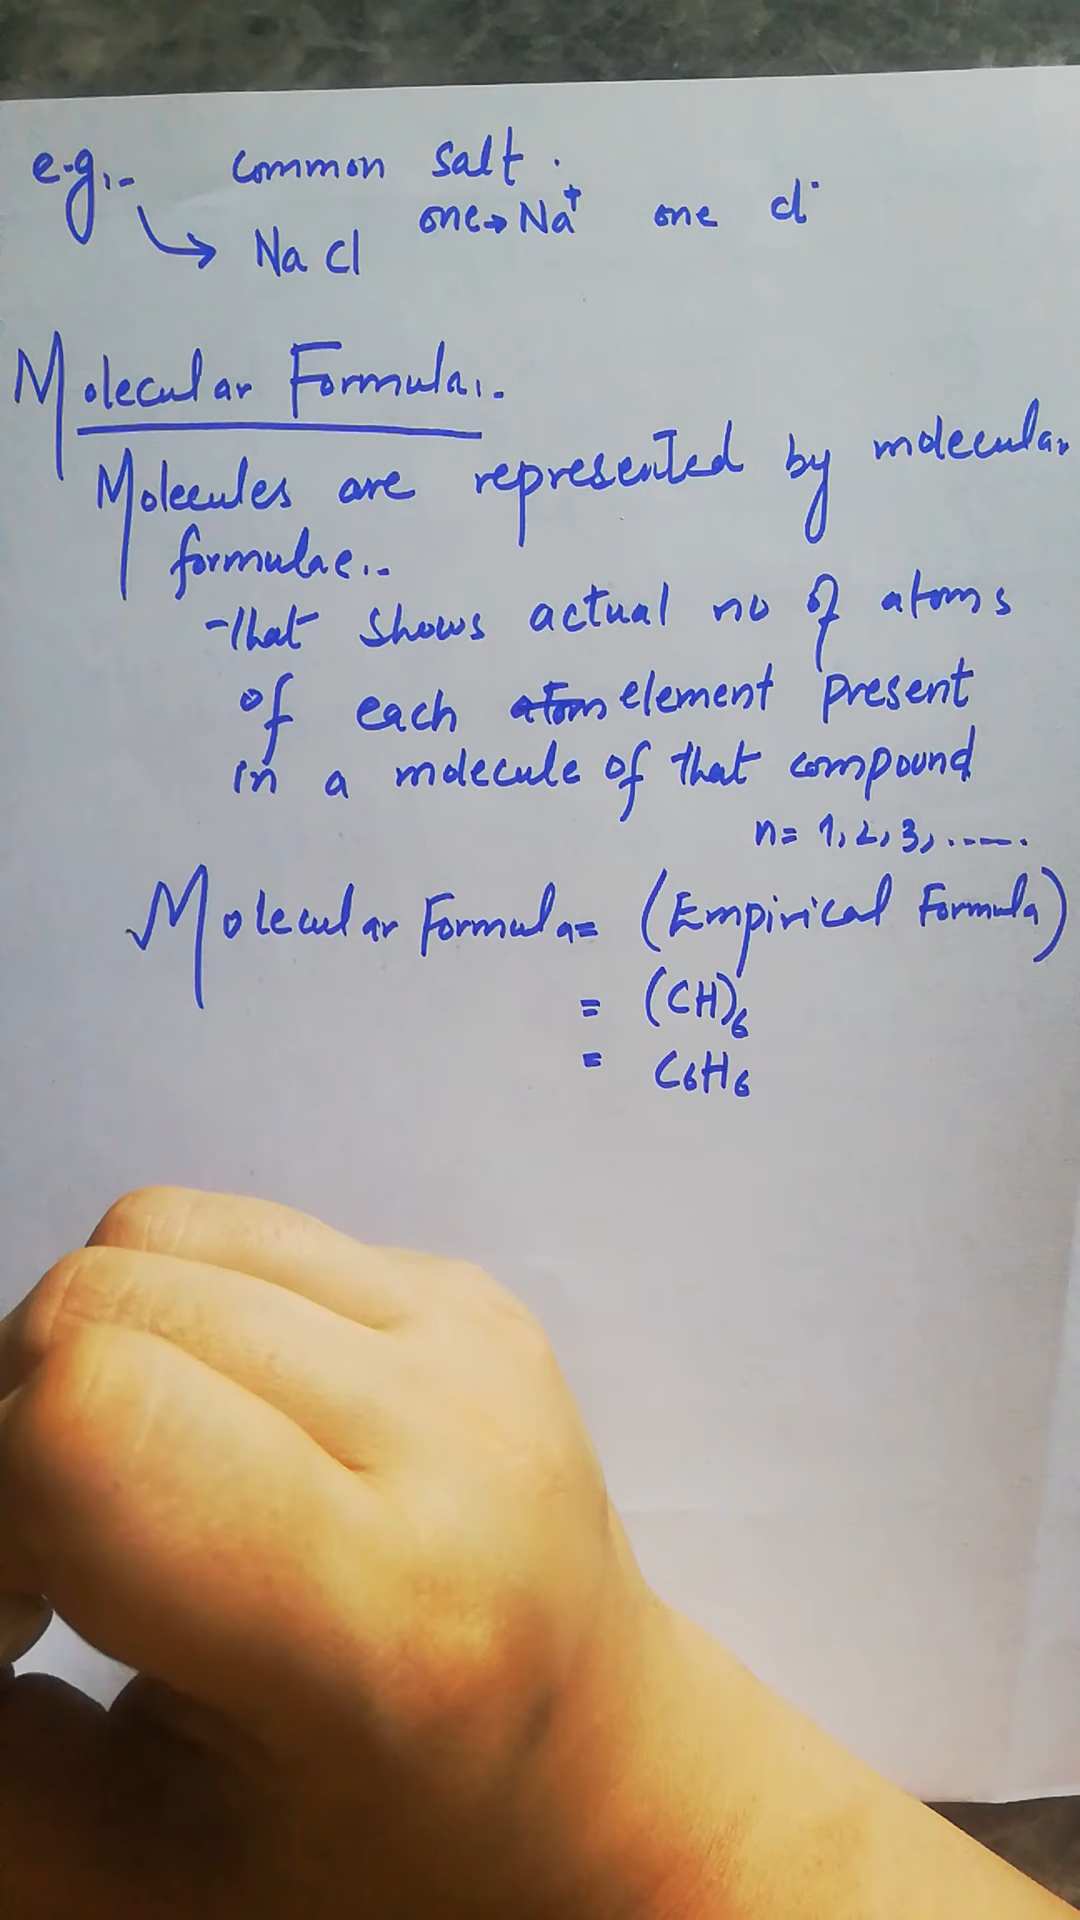 e.g:- common salt.
NaCl one→Na⁺ one Cl⁻
Molecular Formula:-
Molecules are represented by molecular
formulae:-
-That shows actual no of atoms
of each ~~atom~~ element present
in a molecule of that compound
n= 1, 2, 3, ......
Molecular Formula= (Empirical Formula)
= (CH)₆
= C₆H₆